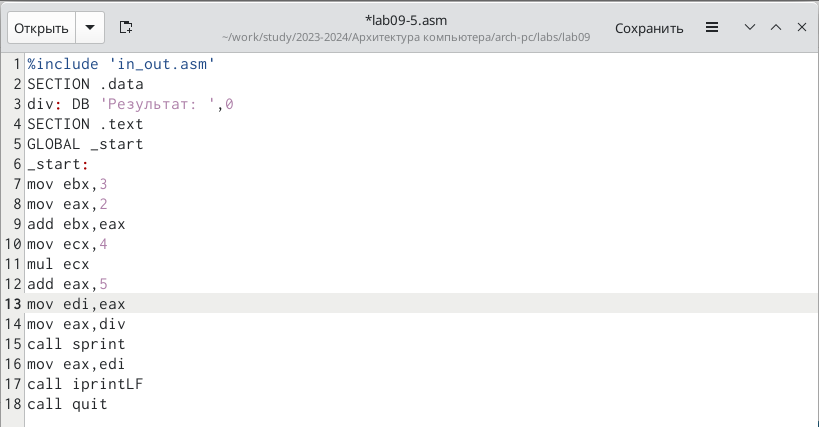 Открыть
*lab09-5.asm
~/work/study/2023-2024/Архитектура компьютера/arch-pc/labs/lab09
Сохранить
1 %include 'in_out.asm'
2 SECTION .data
3 div: DB 'Результат: ',0
4 SECTION .text
5 GLOBAL _start
6 _start:
7 mov ebx,3
8 mov eax,2
9 add ebx,eax
10 mov ecx,4
11 mul ecx
12 add eax,5
13 mov edi,eax
14 mov eax,div
15 call sprint
16 mov eax,edi
17 call iprintLF
18 call quit